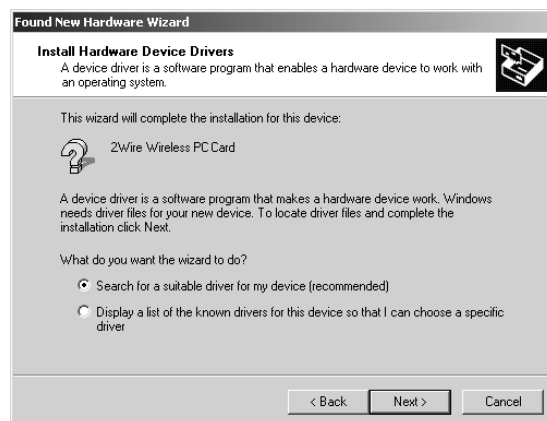 Found New Hardware Wizard
Install Hardware Device Drivers
A device driver is a software program that enables a hardware device to work with
an operating system.
This wizard will complete the installation for this device:
2Wire Wireless PC Card
A device driver is a software program that makes a hardware device work. Windows
needs driver files for your new device. To locate driver files and complete the
installation click Next.
What do you want the wizard to do?
Search for a suitable driver for my device (recommended)
Display a list of the known drivers for this device so that I can choose a specific
driver
< Back Next > Cancel